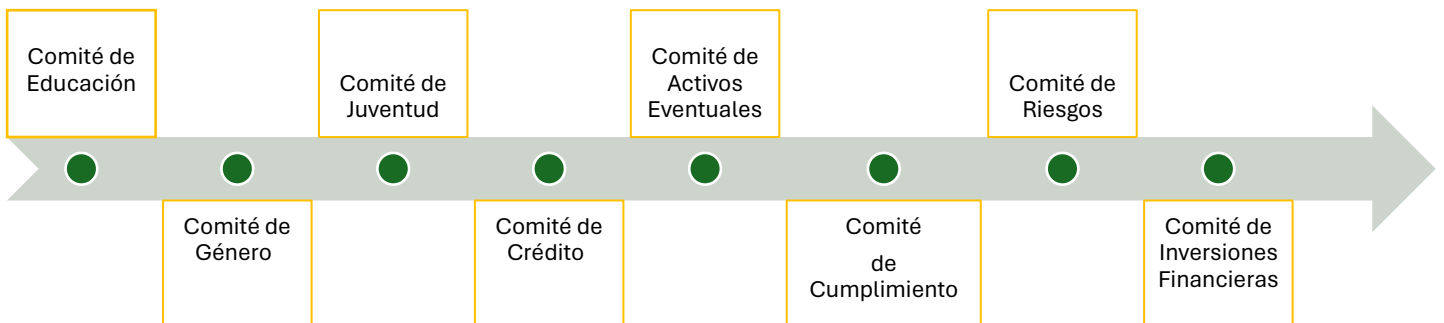 Comité de
Educación
Comité de
Género
Comité de
Juventud
Comité de
Crédito
Comité de
Activos
Eventuales
Comité
de
Cumplimiento
Comité de
Riesgos
Comité de
Inversiones
Financieras